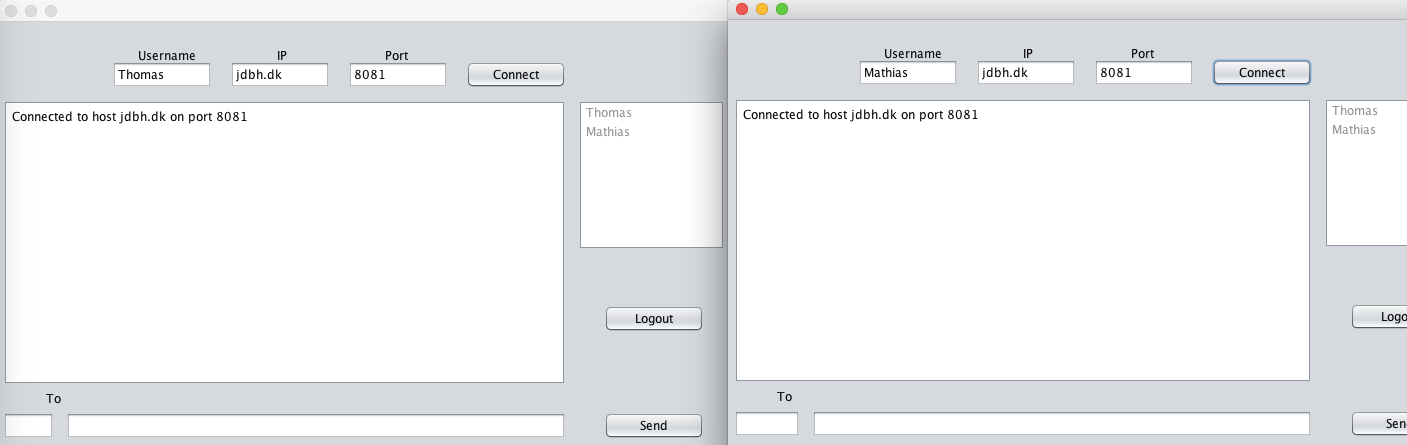 Username IP Port
Thomas jdbh.dk 8081 Connect
Connected to host jdbh.dk on port 8081
Thomas
Mathias
Logout
To
Send
Username IP Port
Mathias jdbh.dk 8081 Connect
Connected to host jdbh.dk on port 8081
Thomas
Mathias
Logo
To
Sen